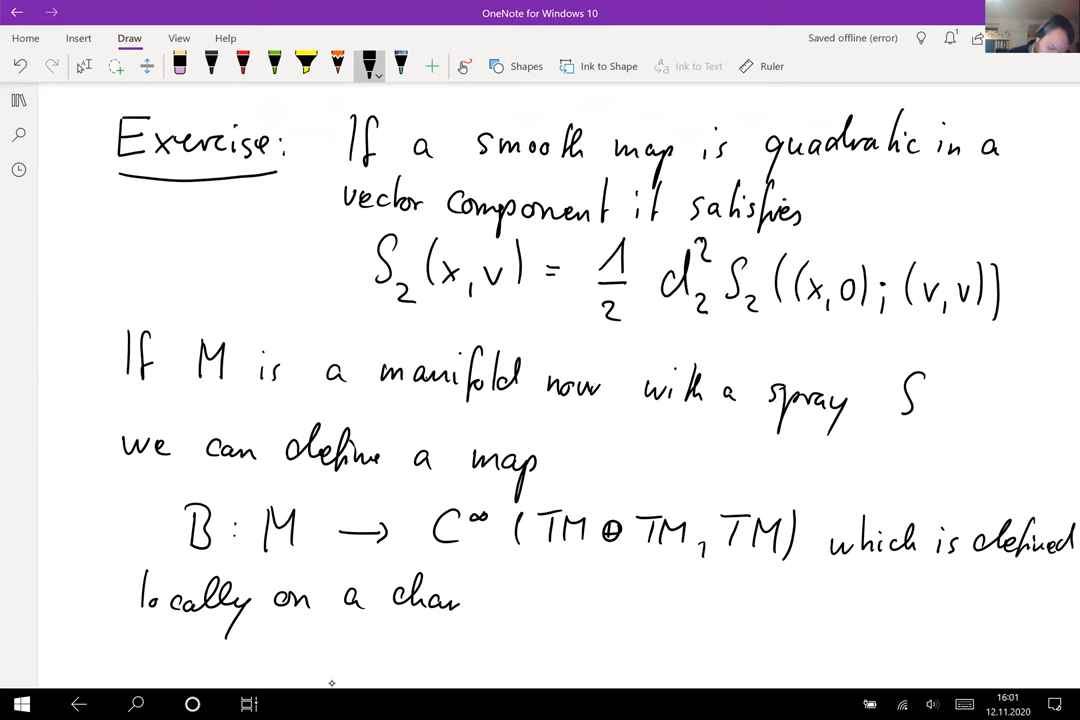 OneNote for Windows 10
Home Insert Draw View Help Saved offline (error)
Shapes Ink to Shape Ink to Text Ruler
Exercise: If a smooth map is quadratic in a
vector component it satisfies
S₂(x,v) = 1/2 d₂² S₂((x,0);(v,v))
If M is a manifold now with a spray S
we can define a map
B : M → C^∞ (TM ⊕ TM, TM) which is defined
locally on a char
16:01
12.11.2020